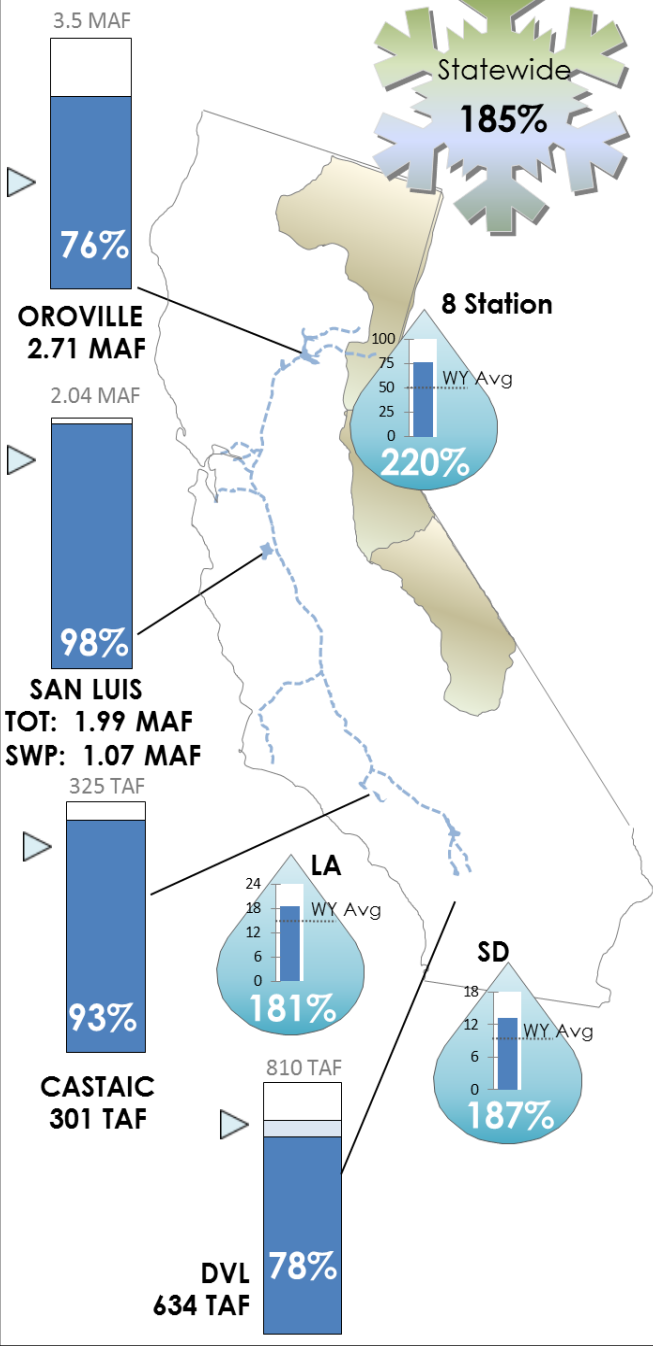 3.5 MAF
76%
OROVILLE
2.71 MAF
Statewide
185%
8 Station
100
75
50
25
0
WY Avg
220%
2.04 MAF
98%
SAN LUIS
TOT: 1.99 MAF
SWP: 1.07 MAF
325 TAF
93%
CASTAIC
301 TAF
LA
24
18
12
6
0
WY Avg
181%
SD
18
12
6
0
WY Avg
187%
810 TAF
78%
DVL
634 TAF